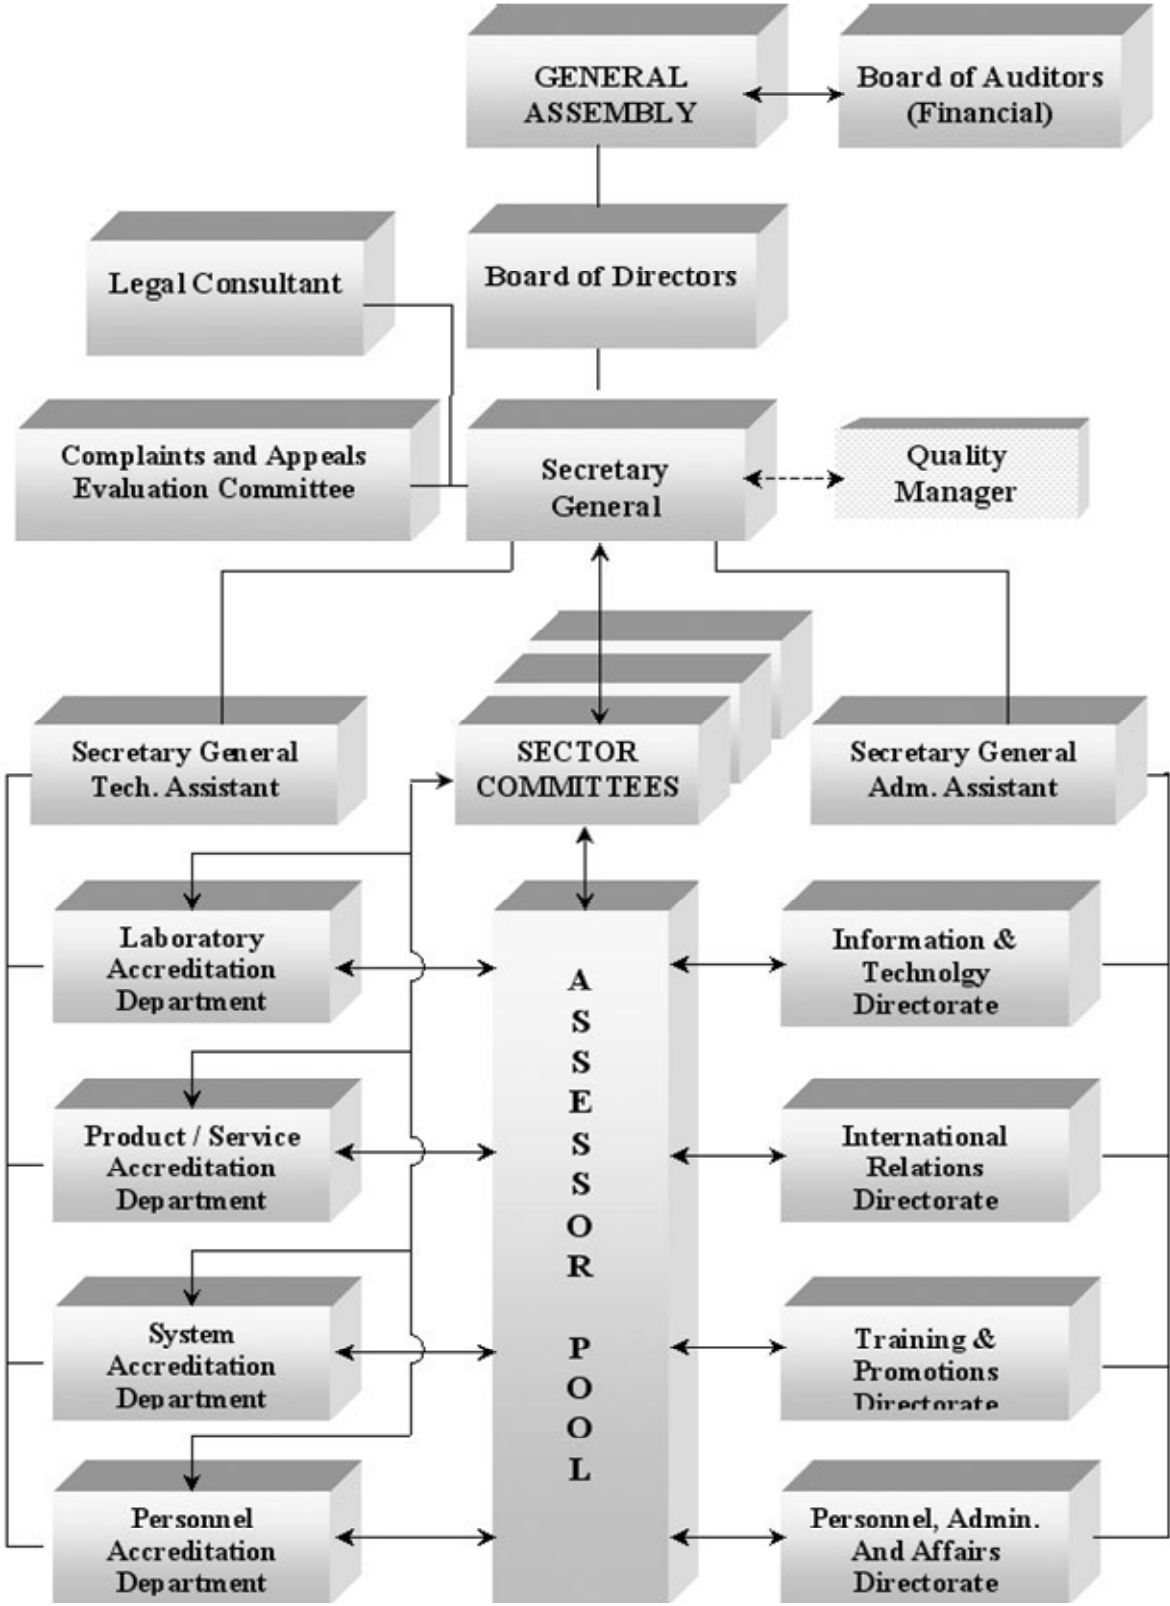 GENERAL
ASSEMBLY
Board of Auditors
(Financial)
Legal Consultant
Board of Directors
Complaints and Appeals
Evaluation Committee
Secretary
General
Quality
Manager
Secretary General
Tech. Assistant
SECTOR
COMMITTEES
Secretary General
Adm. Assistant
Laboratory
Accreditation
Department
Product / Service
Accreditation
Department
System
Accreditation
Department
Personnel
Accreditation
Department
A
S
S
E
S
S
O
R
P
O
O
L
Information &
Technolgy
Directorate
International
Relations
Directorate
Training &
Promotions
Directorate
Personnel, Admin.
And Affairs
Directorate